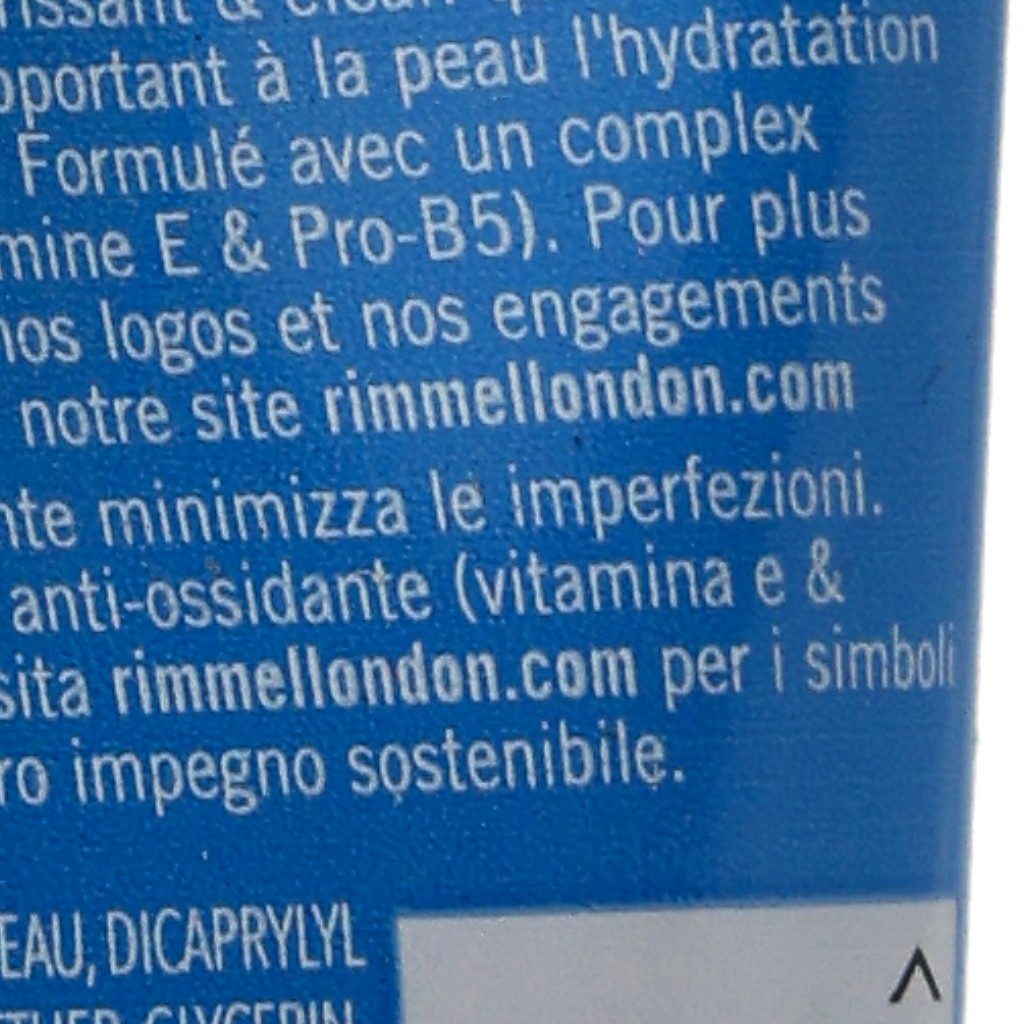 pportant à la peau l'hydratation
Formulé avec un complex
mine E & Pro-B5). Pour plus
nos logos et nos engagements
notre site rimmellondon.com
nte minimizza le imperfezioni.
anti-ossidante (vitamina e &
sita rimmellondon.com per i simboli
ro impegno sostenibile.
EAU, DICAPRYLYL
GLYCERIN